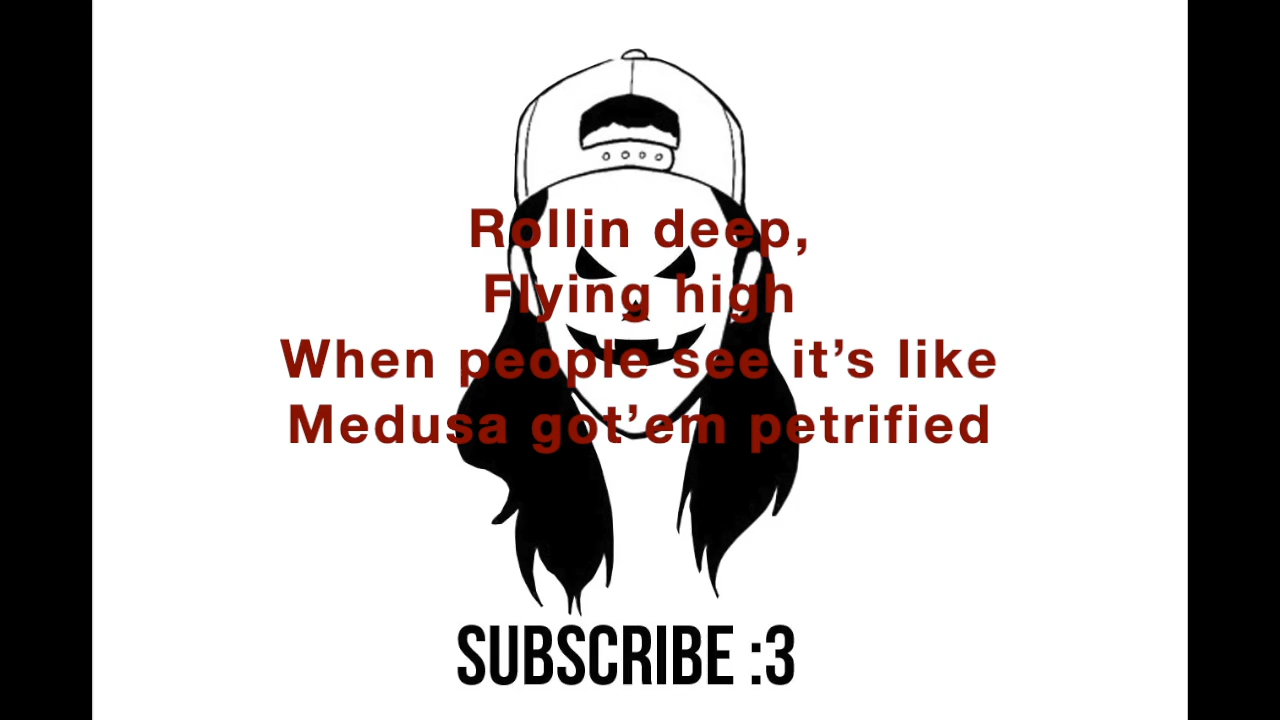 Rollin deep,
Flying high
When people see it’s like
Medusa got’em petrified
SUBSCRIBE :3